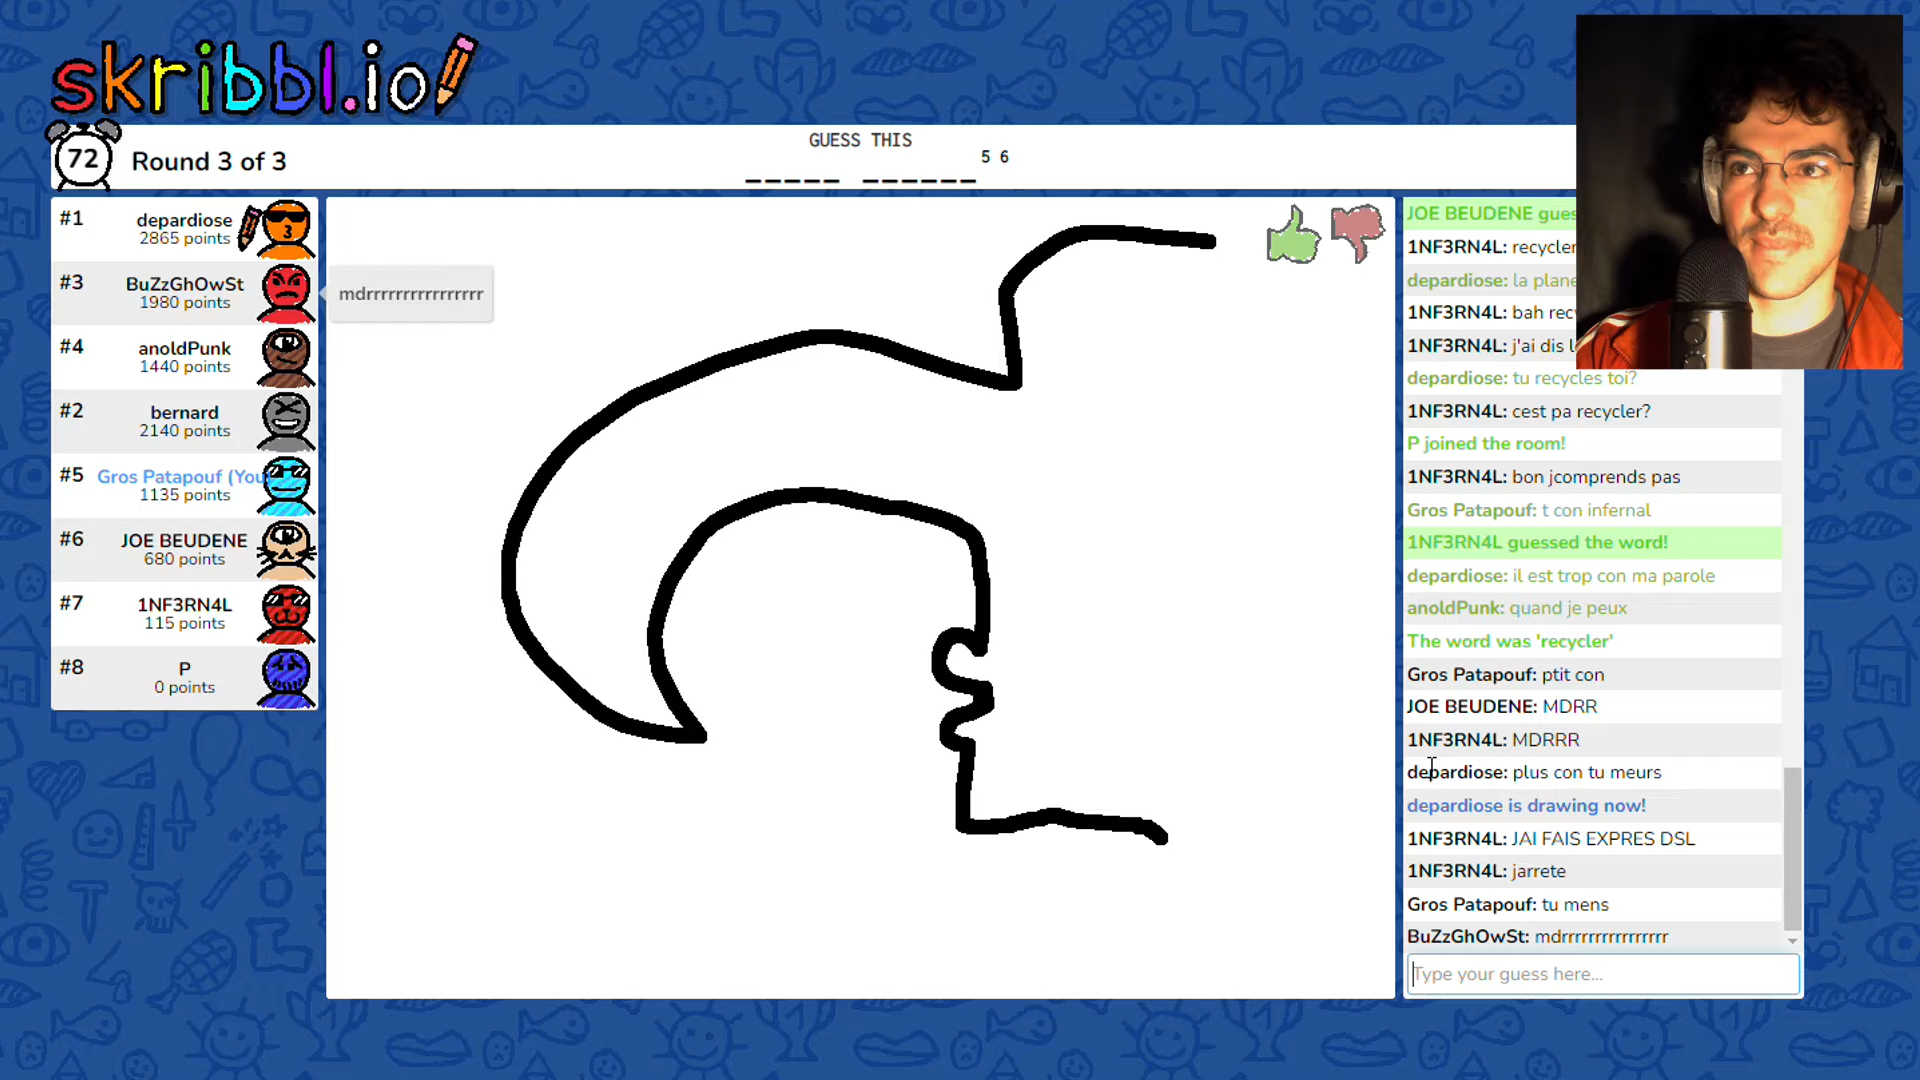 skribbl.io
72
Round 3 of 3
GUESS THIS
_____ ______ 5 6
#1 depardiose
2865 points
#3 BuZzGhOwSt
1980 points
#4 anoldPunk
1440 points
#2 bernard
2140 points
#5 Gros Patapouf (You
1135 points
#6 JOE BEUDENE
680 points
#7 1NF3RN4L
115 points
#8 P
0 points
mdrrrrrrrrrrrrrrrr
JOE BEUDENE gues
1NF3RN4L: recycler
depardiose: la plane
1NF3RN4L: bah rec
1NF3RN4L: j'ai dis
depardiose: tu recycles toi?
1NF3RN4L: cest pa recycler?
P joined the room!
1NF3RN4L: bon jcomprends pas
Gros Patapouf: t con infernal
1NF3RN4L guessed the word!
depardiose: il est trop con ma parole
anoldPunk: quand je peux
The word was 'recycler'
Gros Patapouf: ptit con
JOE BEUDENE: MDRR
1NF3RN4L: MDRRR
depardiose: plus con tu meurs
depardiose is drawing now!
1NF3RN4L: JAI FAIS EXPRES DSL
1NF3RN4L: jarrete
Gros Patapouf: tu mens
BuZzGhOwSt: mdrrrrrrrrrrrrrrrr
Type your guess here...